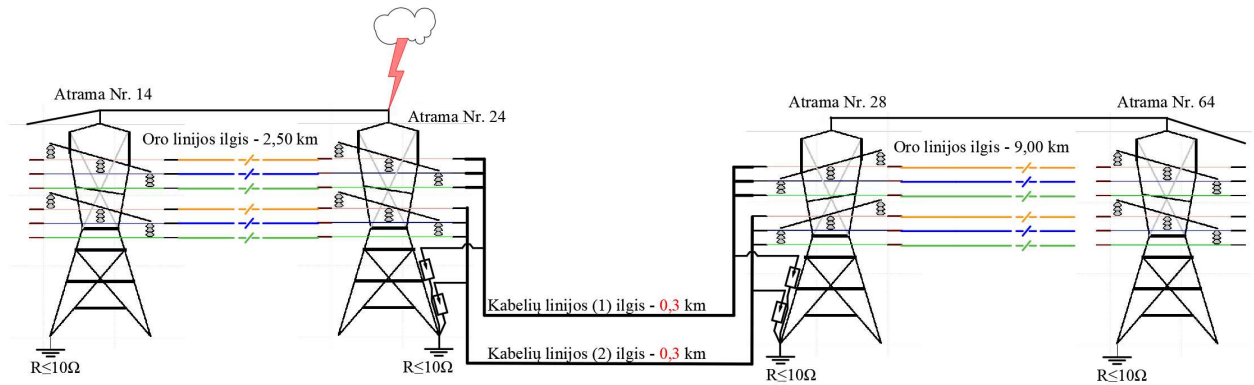 Atrama Nr. 14
Atrama Nr. 24
Atrama Nr. 28
Atrama Nr. 64
Oro linijos ilgis - 2,50 km
Oro linijos ilgis - 9,00 km
Kabelių linijos (1) ilgis - 0,3 km
Kabelių linijos (2) ilgis - 0,3 km
R≤10Ω
R≤10Ω
R≤10Ω
R≤10Ω